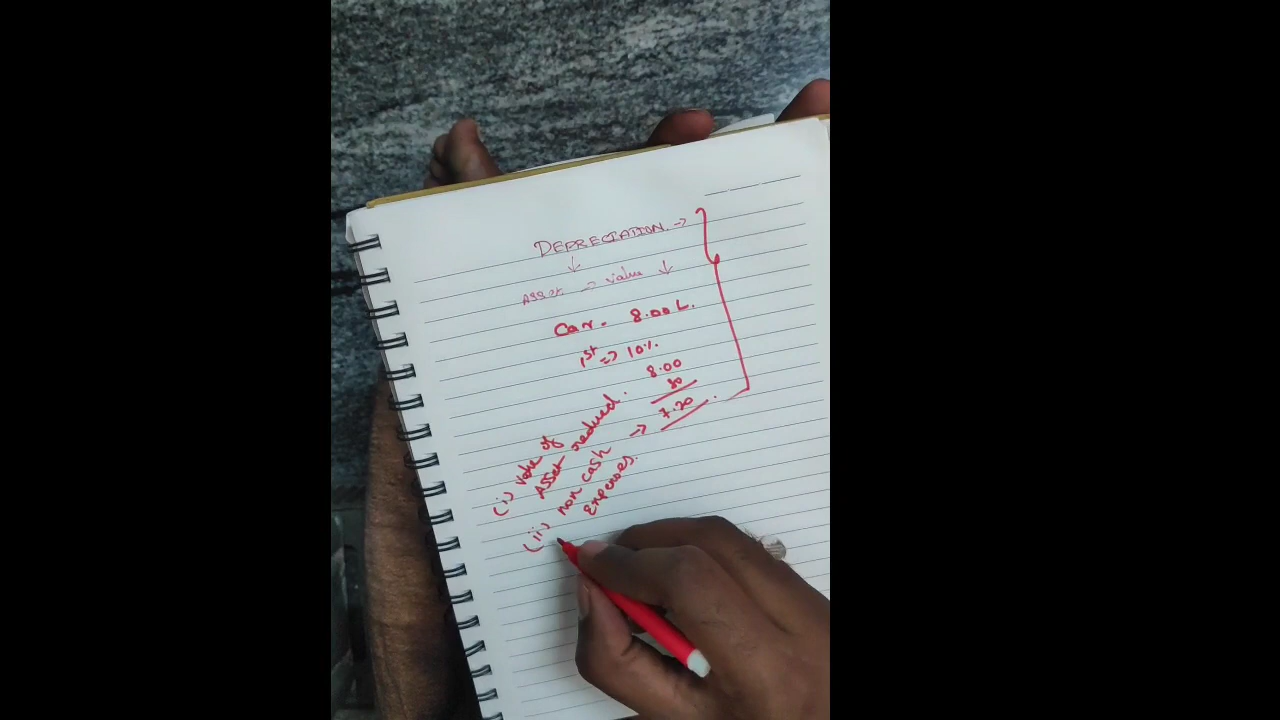 DEPRECIATION →
↓
Asset → value ↓
Car - 8.00 L.
1st => 10%.
8.00
80
7.20
(i) value of
Asset reduced.
(ii) non cash →
Expenses.